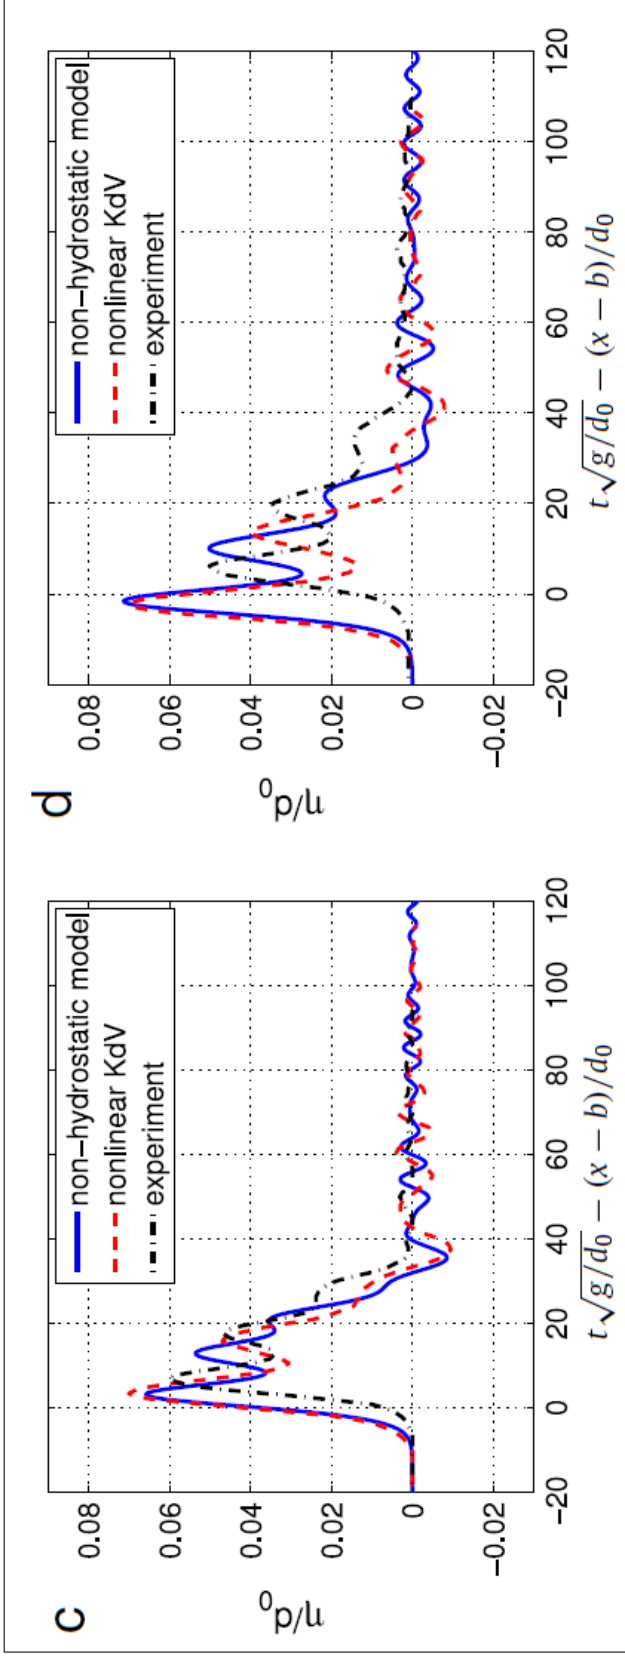 c
non-hydrostatic model
nonlinear KdV
experiment
0.08
0.06
0.04
0.02
0
−0.02
η/d₀
−20
0
20
40
60
80
100
120
t√g/d₀ − (x − b)/d₀
d
non-hydrostatic model
nonlinear KdV
experiment
0.08
0.06
0.04
0.02
0
−0.02
η/d₀
−20
0
20
40
60
80
100
120
t√g/d₀ − (x − b)/d₀